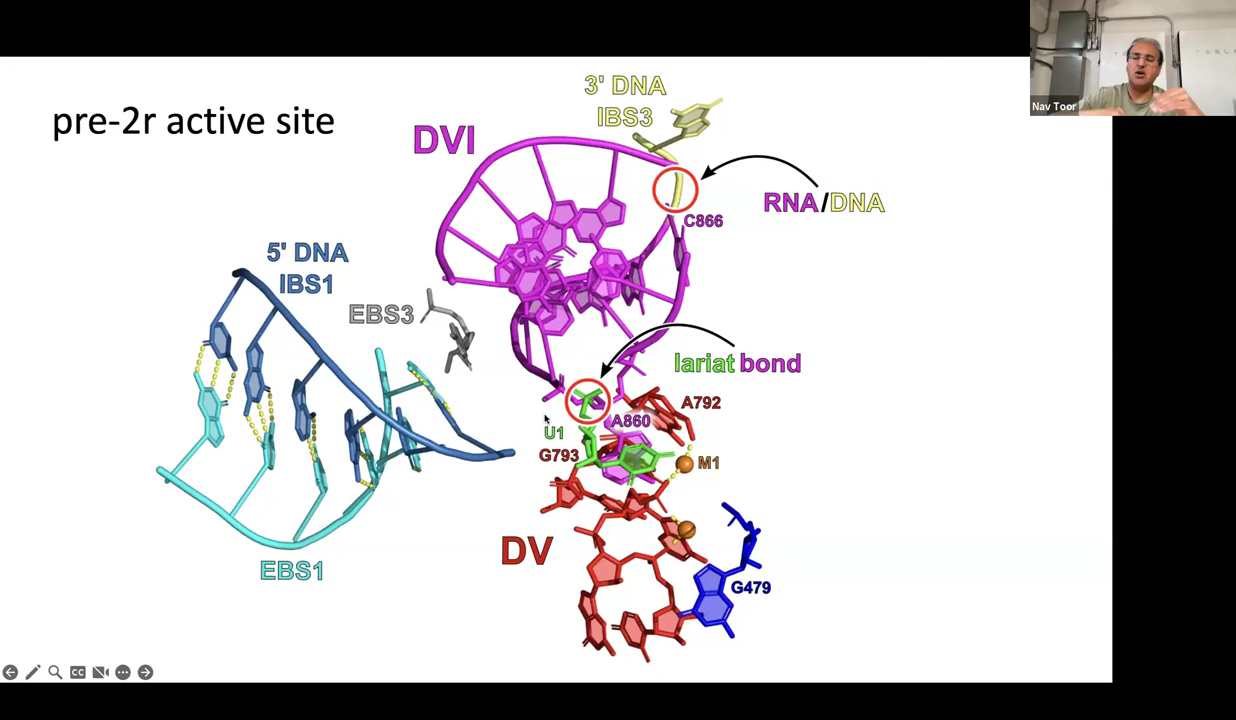 pre-2r active site
3' DNA
IBS3
DVI
RNA/DNA
C866
5' DNA
IBS1
EBS3
lariat bond
A792
A860
U1
G793
M1
DV
EBS1
G479
CC
Nav Toor